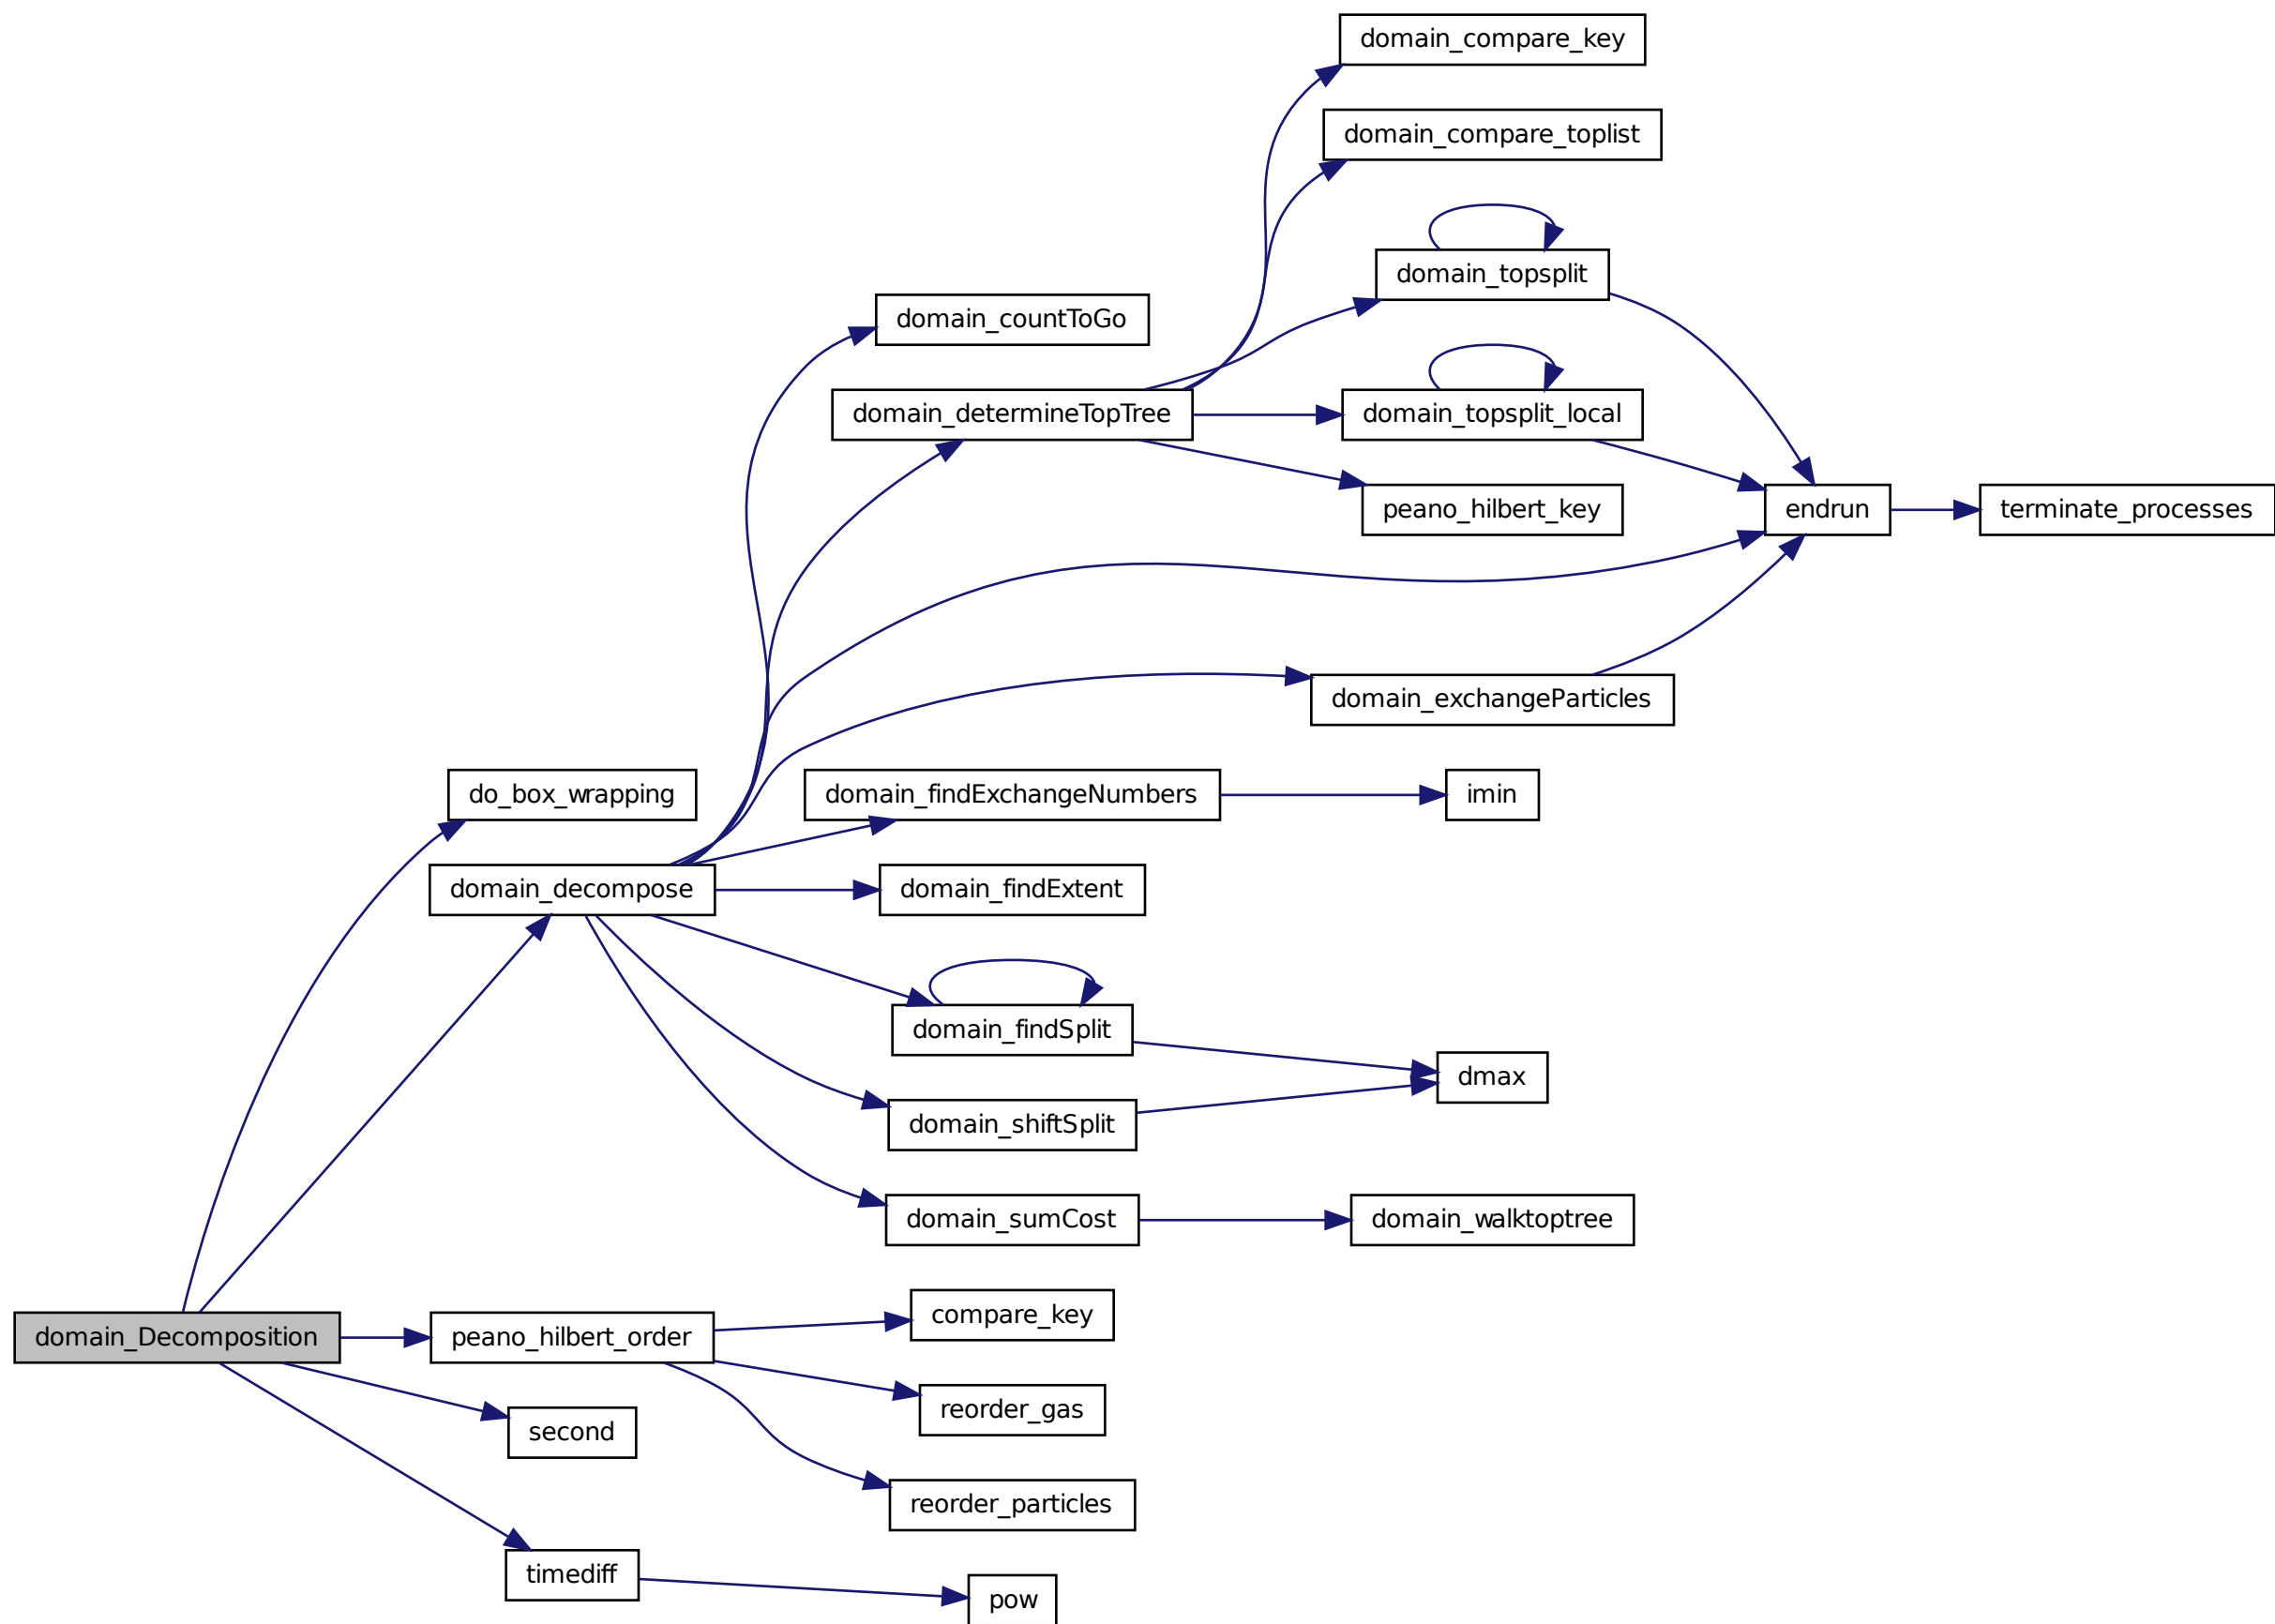 domain_compare_key
domain_compare_toplist
domain_topsplit
domain_countToGo
domain_determineTopTree
domain_topsplit_local
peano_hilbert_key
endrun
terminate_processes
domain_exchangeParticles
do_box_wrapping
domain_findExchangeNumbers
imin
domain_decompose
domain_findExtent
domain_findSplit
dmax
domain_shiftSplit
domain_sumCost
domain_walktoptree
domain_Decomposition
peano_hilbert_order
compare_key
reorder_gas
second
reorder_particles
timediff
pow